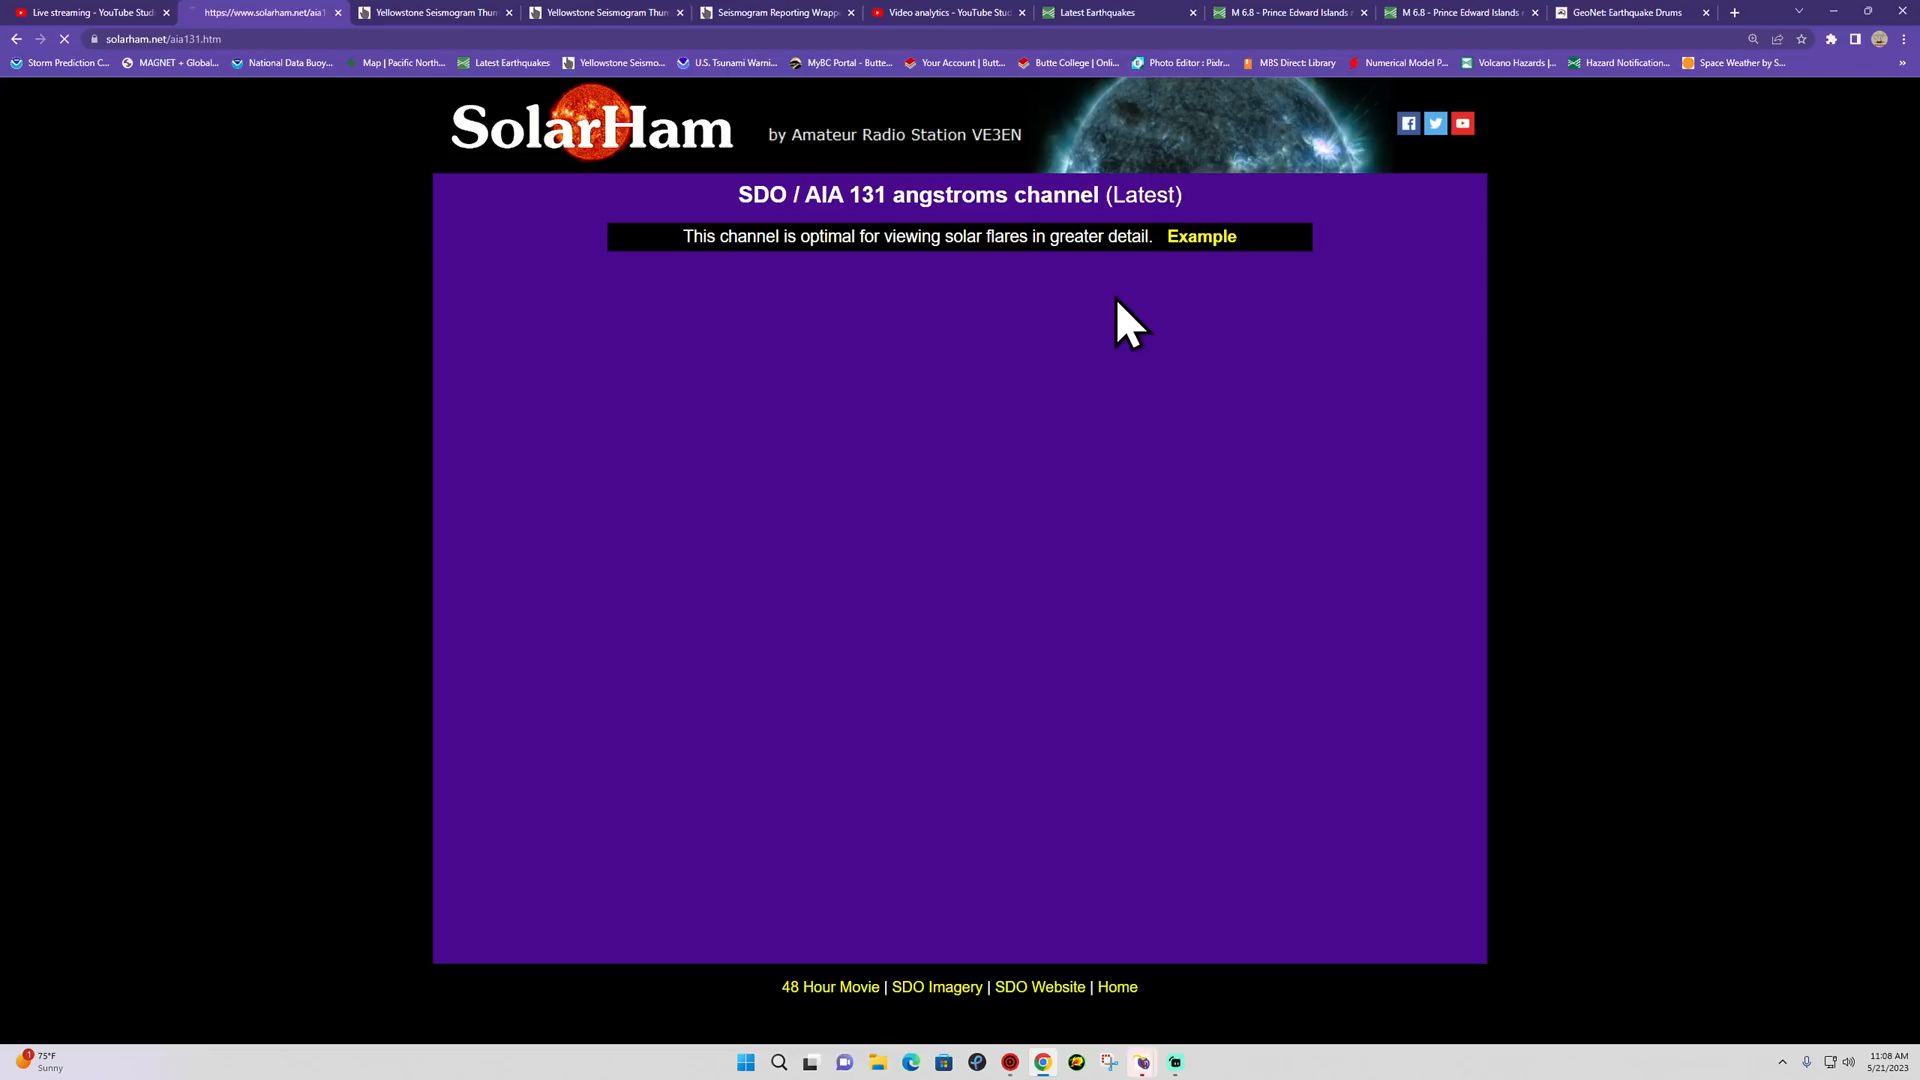 Live streaming - YouTube Stud
https://www.solarham.net/aia1
Yellowstone Seismogram Thun
Yellowstone Seismogram Thun
Seismogram Reporting Wrapp
Video analytics - YouTube Stud
Latest Earthquakes
M 6.8 - Prince Edward Islands r
M 6.8 - Prince Edward Islands r
GeoNet: Earthquake Drums
solarham.net/aia131.htm
Storm Prediction C...
MAGNET + Global...
National Data Buoy...
Map | Pacific North...
Latest Earthquakes
Yellowstone Seismo...
U.S. Tsunami Warni...
MyBC Portal - Butte...
Your Account | Butt...
Butte College | Onli...
Photo Editor : Pixlr...
MBS Direct: Library
Numerical Model P...
Volcano Hazards |...
Hazard Notification...
Space Weather by S...
»
SolarHam by Amateur Radio Station VE3EN
SDO / AIA 131 angstroms channel (Latest)
This channel is optimal for viewing solar flares in greater detail. Example
48 Hour Movie | SDO Imagery | SDO Website | Home
1
75°F
Sunny
11:08 AM
5/21/2023